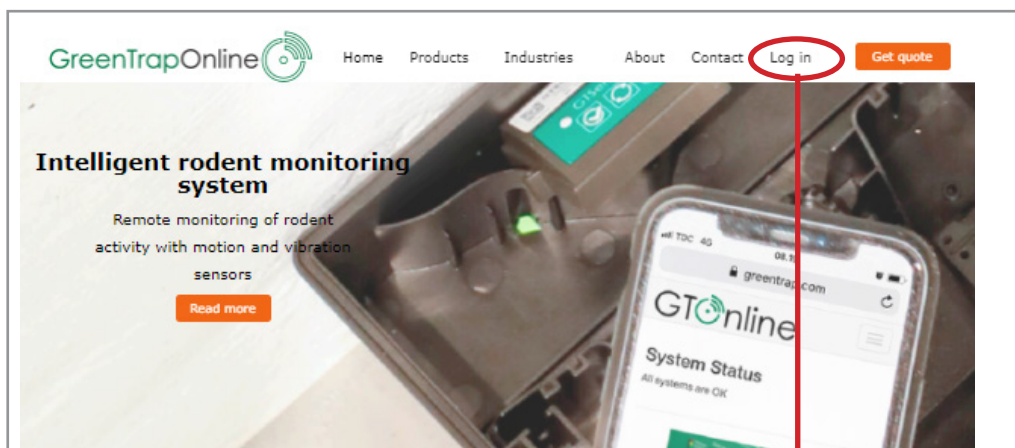 GreenTrapOnline
Home Products Industries About Contact Log in Get quote
Intelligent rodent monitoring
system
Remote monitoring of rodent
activity with motion and vibration
sensors
Read more
TDC 4G
greentrap.com
GTOnline
System Status
All systems are OK